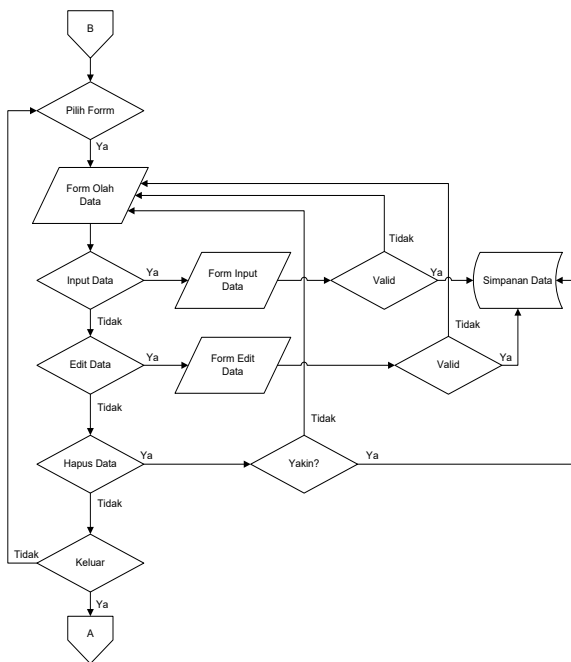 B
Pilih Forrm
Ya
Form Olah
Data
Tidak
Input Data
Ya
Form Input
Data
Valid
Ya
Simpanan Data
Tidak
Tidak
Edit Data
Ya
Form Edit
Data
Valid
Ya
Tidak
Tidak
Hapus Data
Ya
Yakin?
Ya
Tidak
Tidak
Keluar
Ya
A